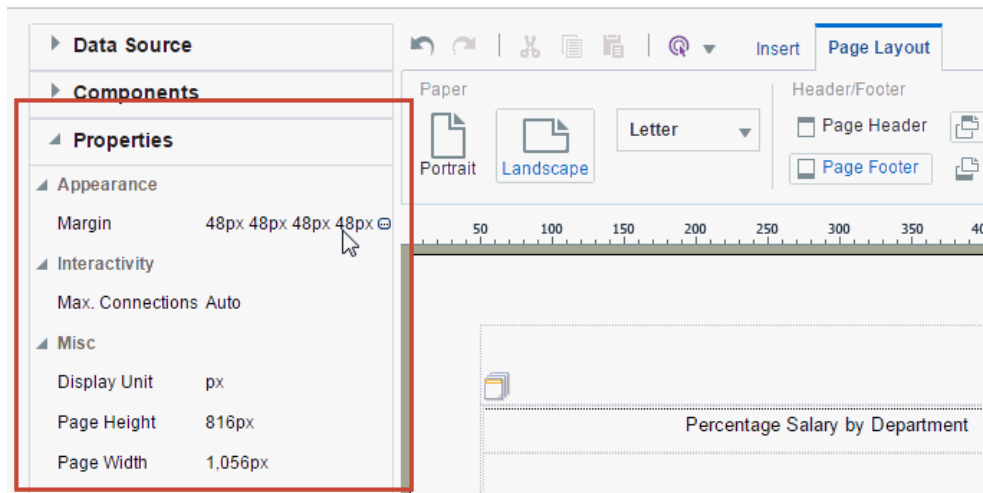 Data Source
Components
Properties
Appearance
Margin 48px 48px 48px 48px
Interactivity
Max. Connections Auto
Misc
Display Unit px
Page Height 816px
Page Width 1,056px
Insert Page Layout
Paper
Portrait
Landscape
Letter
Header/Footer
Page Header
Page Footer
50 100 150 200 250 300 350 40
Percentage Salary by Department